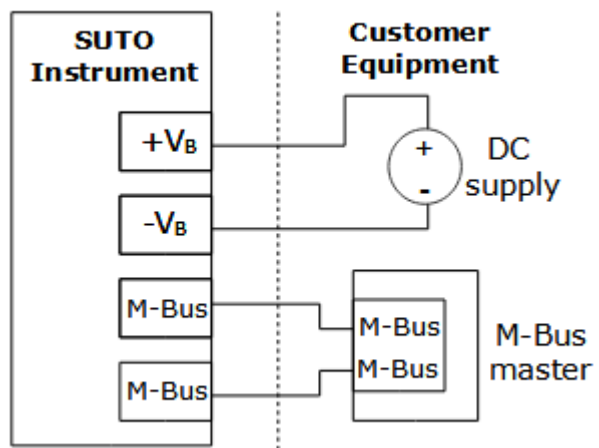 SUTO
Instrument
+VB
-VB
M-Bus
M-Bus
Customer
Equipment
+
-
DC
supply
M-Bus
M-Bus
M-Bus
master